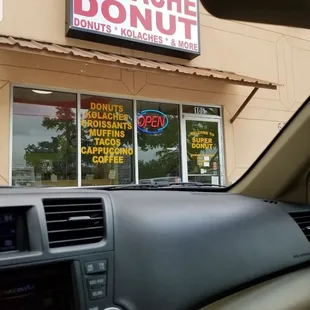 DONUT
DONUTS * KOLACHES * & MORE
DONUTS
KOLACHES
CROISSANTS
MUFFINS
TACOS
CAPPUCCINO
COFFEE
OPEN
SUPER
DONUT